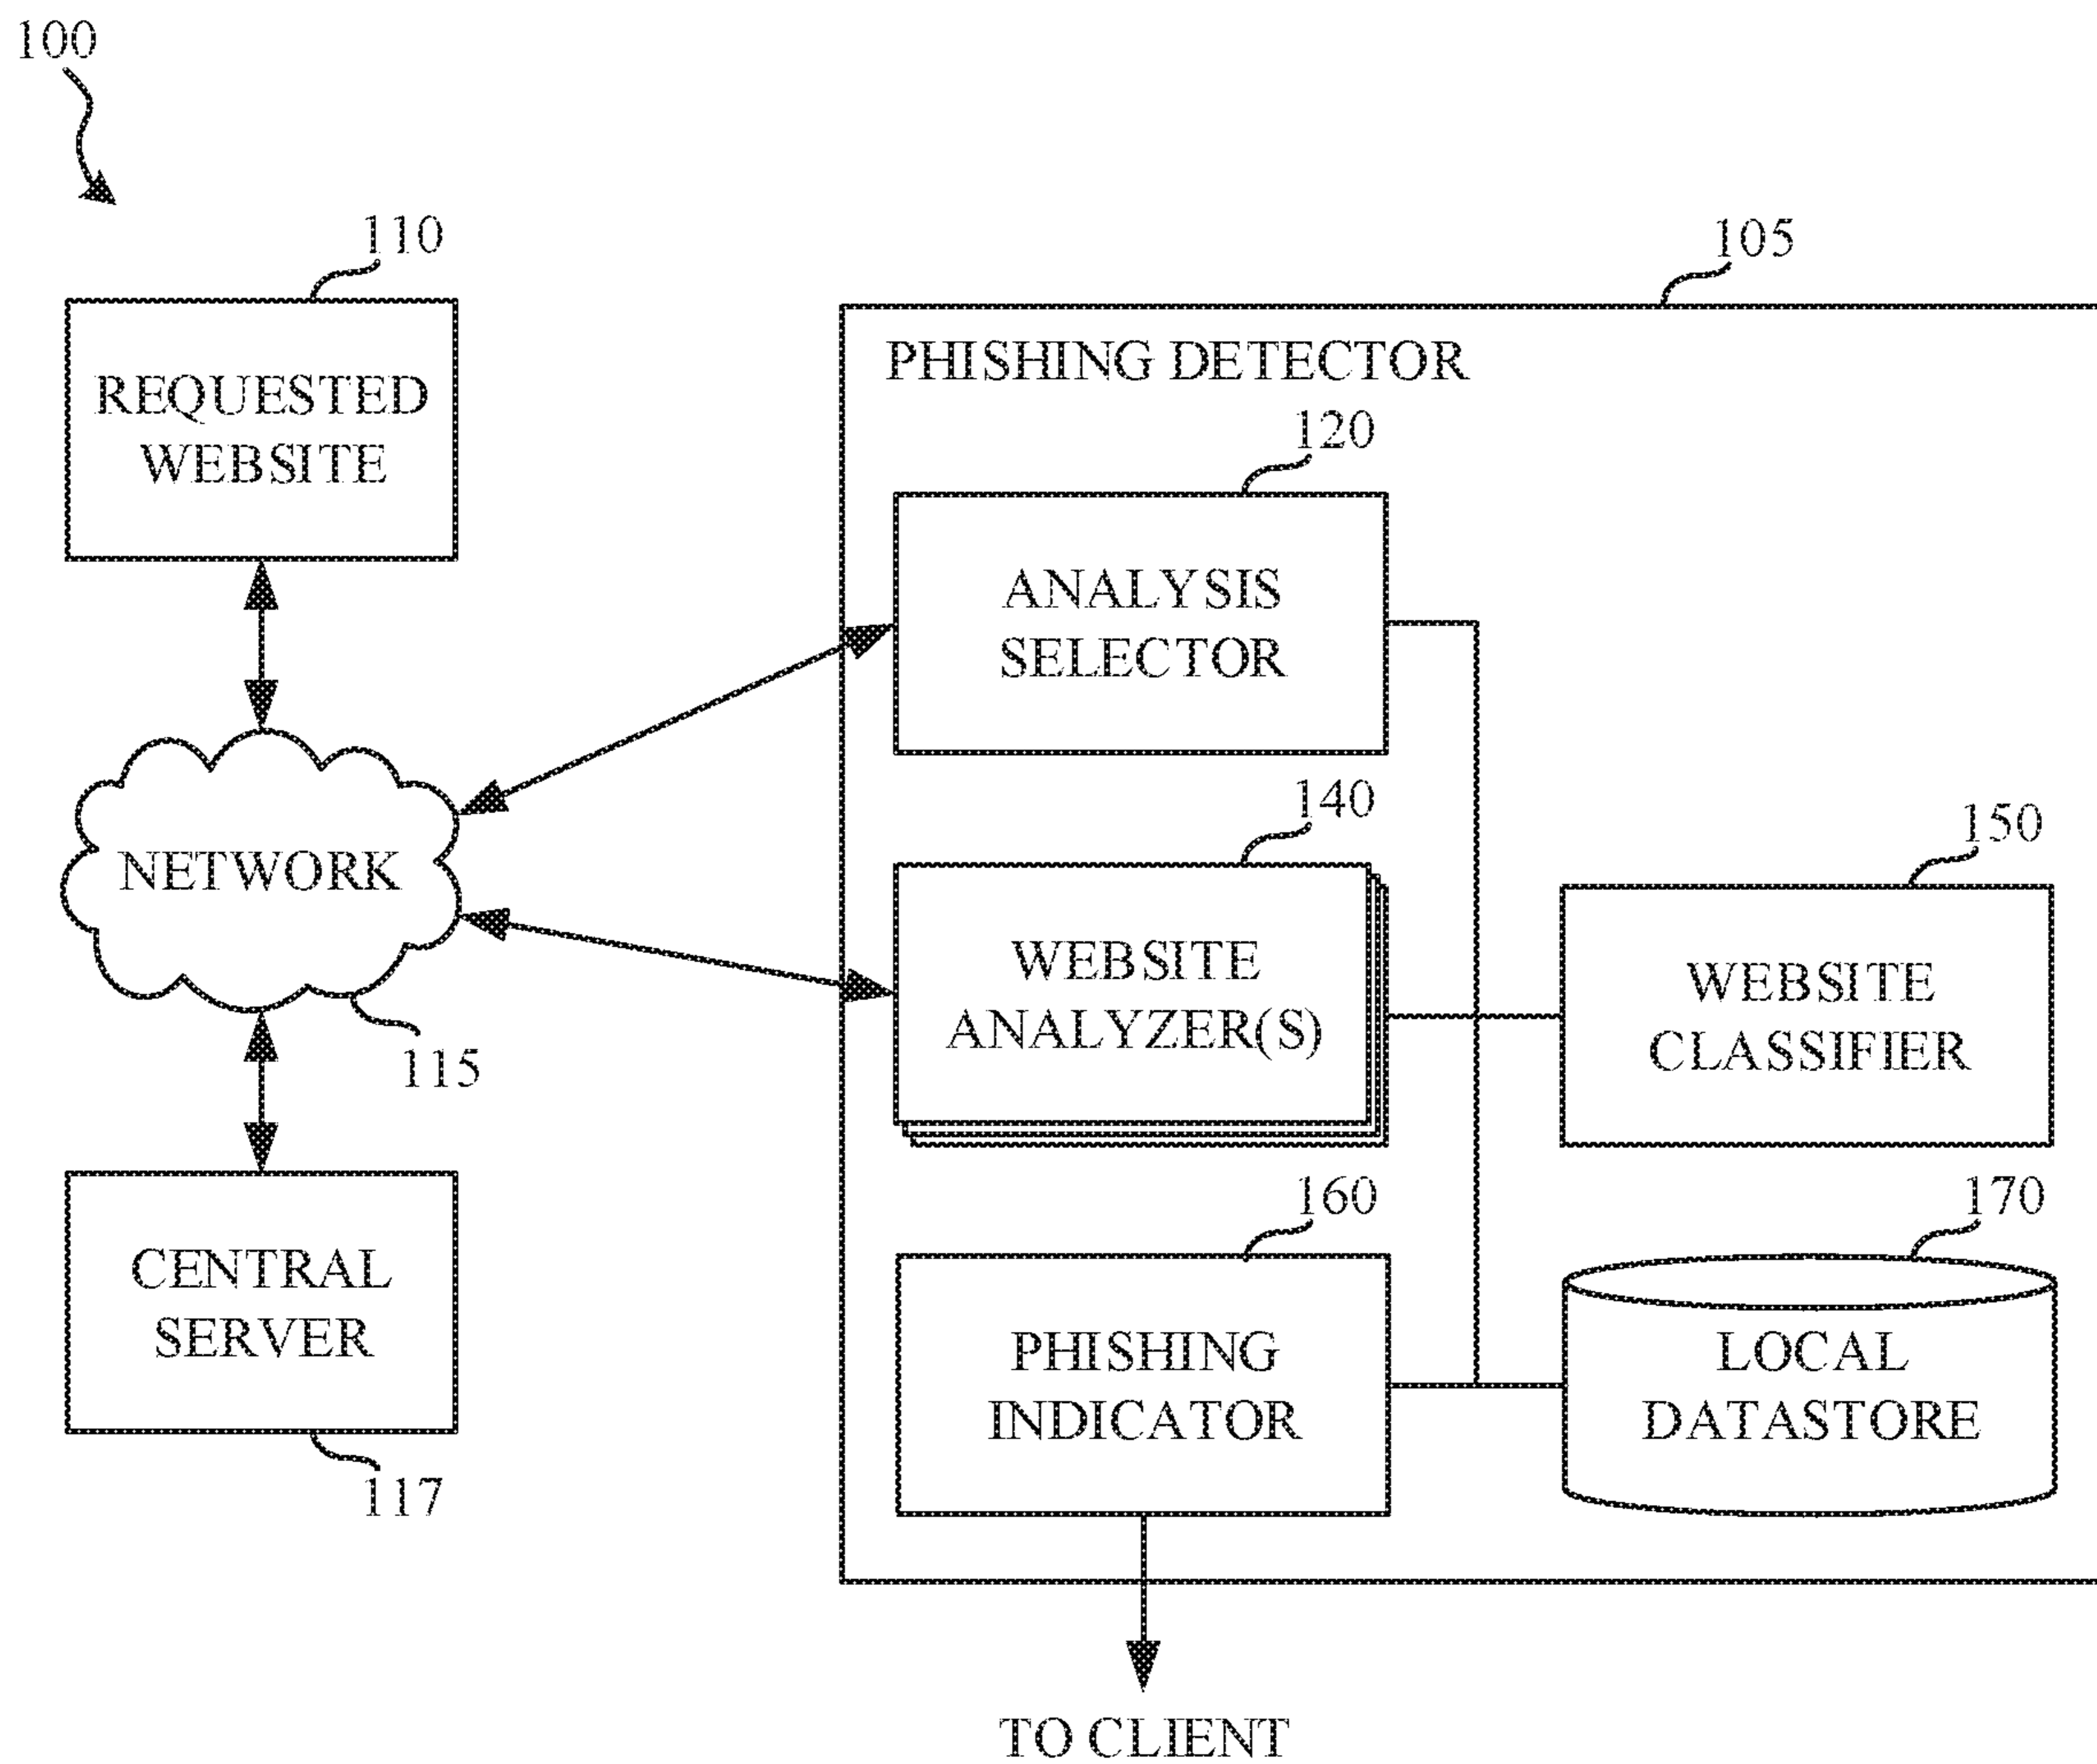 100
110
REQUESTED
WEBSITE
105
PHISHING DETECTOR
120
ANALYSIS
SELECTOR
NETWORK
115
140
WEBSITE
ANALYZER(S)
150
WEBSITE
CLASSIFIER
CENTRAL
SERVER
117
160
PHISHING
INDICATOR
170
LOCAL
DATASTORE
TO CLIENT